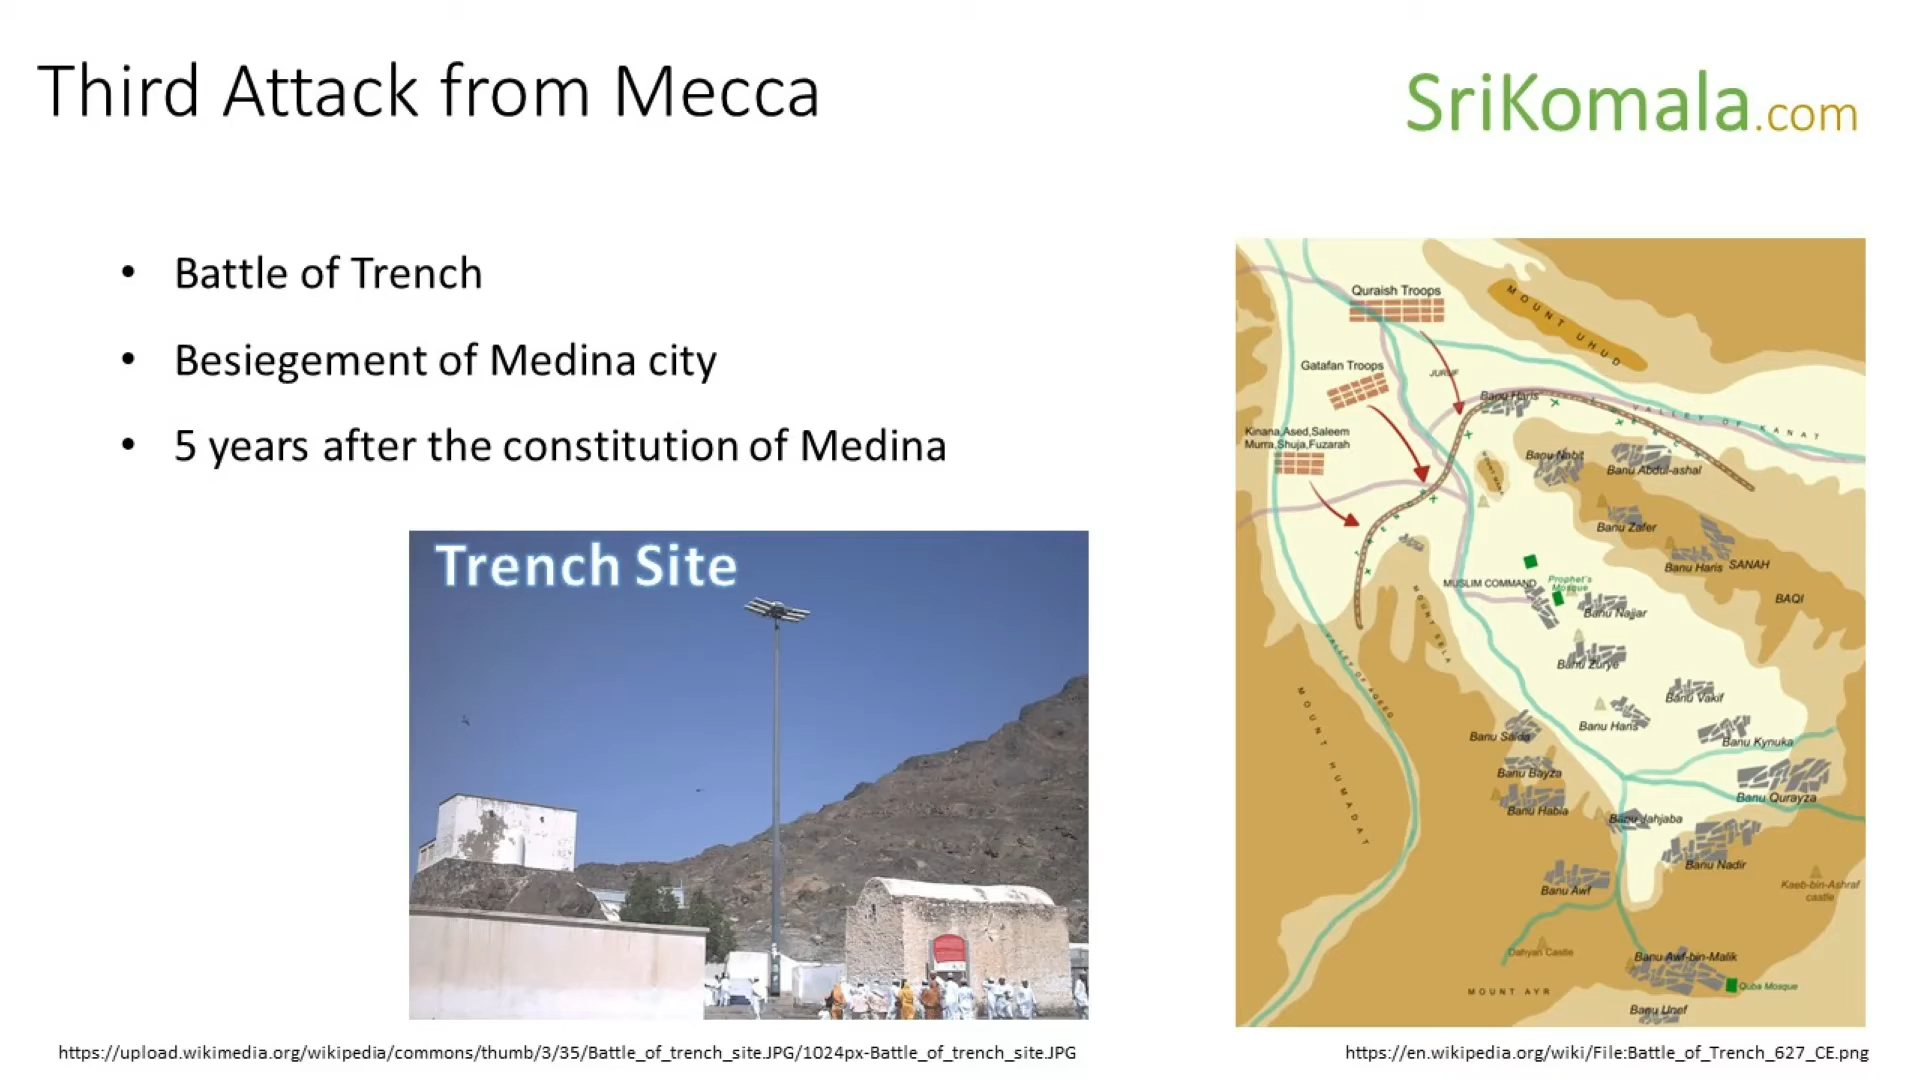 Third Attack from Mecca
SriKomala.com
• Battle of Trench
• Besiegement of Medina city
• 5 years after the constitution of Medina
Trench Site
https://upload.wikimedia.org/wikipedia/commons/thumb/3/35/Battle_of_trench_site.JPG/1024px-Battle_of_trench_site.JPG
Quraish Troops
MOUNT UHUD
Gatafan Troops
JURUF
Banu Haris
VALLEY OF KANAT
Kinana,Ased,Saleem
Murra,Shuja,Fuzarah
Banu Nabit
Banu Abdul-ashal
Banu Zafer
Banu Haris
SANAH
MUSLIM COMMAND
Prophet's
Mosque
BAQI
Banu Najjar
MOUNT SELA
Banu Zurye
VALLEY OF AQEEQ
MOUNT HUMADAT
Banu Vakif
Banu Haris
Banu Saida
Banu Kynuka
Banu Bayza
Banu Qurayza
Banu Habla
Banu Jahjaba
Banu Nadir
Banu Awf
Kaeb-bin-Ashraf
castle
Dahyan Castle
Banu Awf-bin-Malik
MOUNT AYR
Quba Mosque
Banu Unef
https://en.wikipedia.org/wiki/File:Battle_of_Trench_627_CE.png